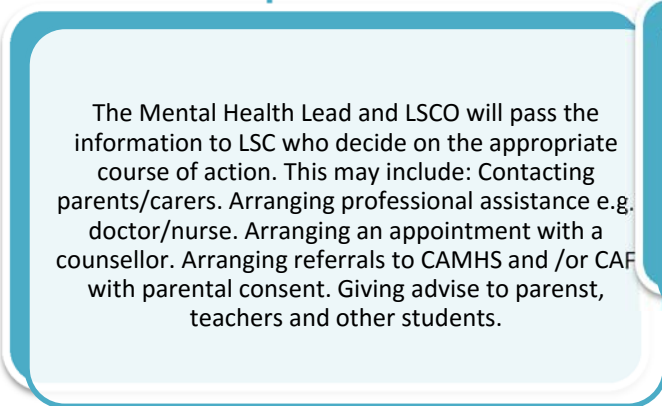 The Mental Health Lead and LSCO will pass the
information to LSC who decide on the appropriate
course of action. This may include: Contacting
parents/carers. Arranging professional assistance e.g.
doctor/nurse. Arranging an appointment with a
counsellor. Arranging referrals to CAMHS and /or CAF
with parental consent. Giving advise to parenst,
teachers and other students.